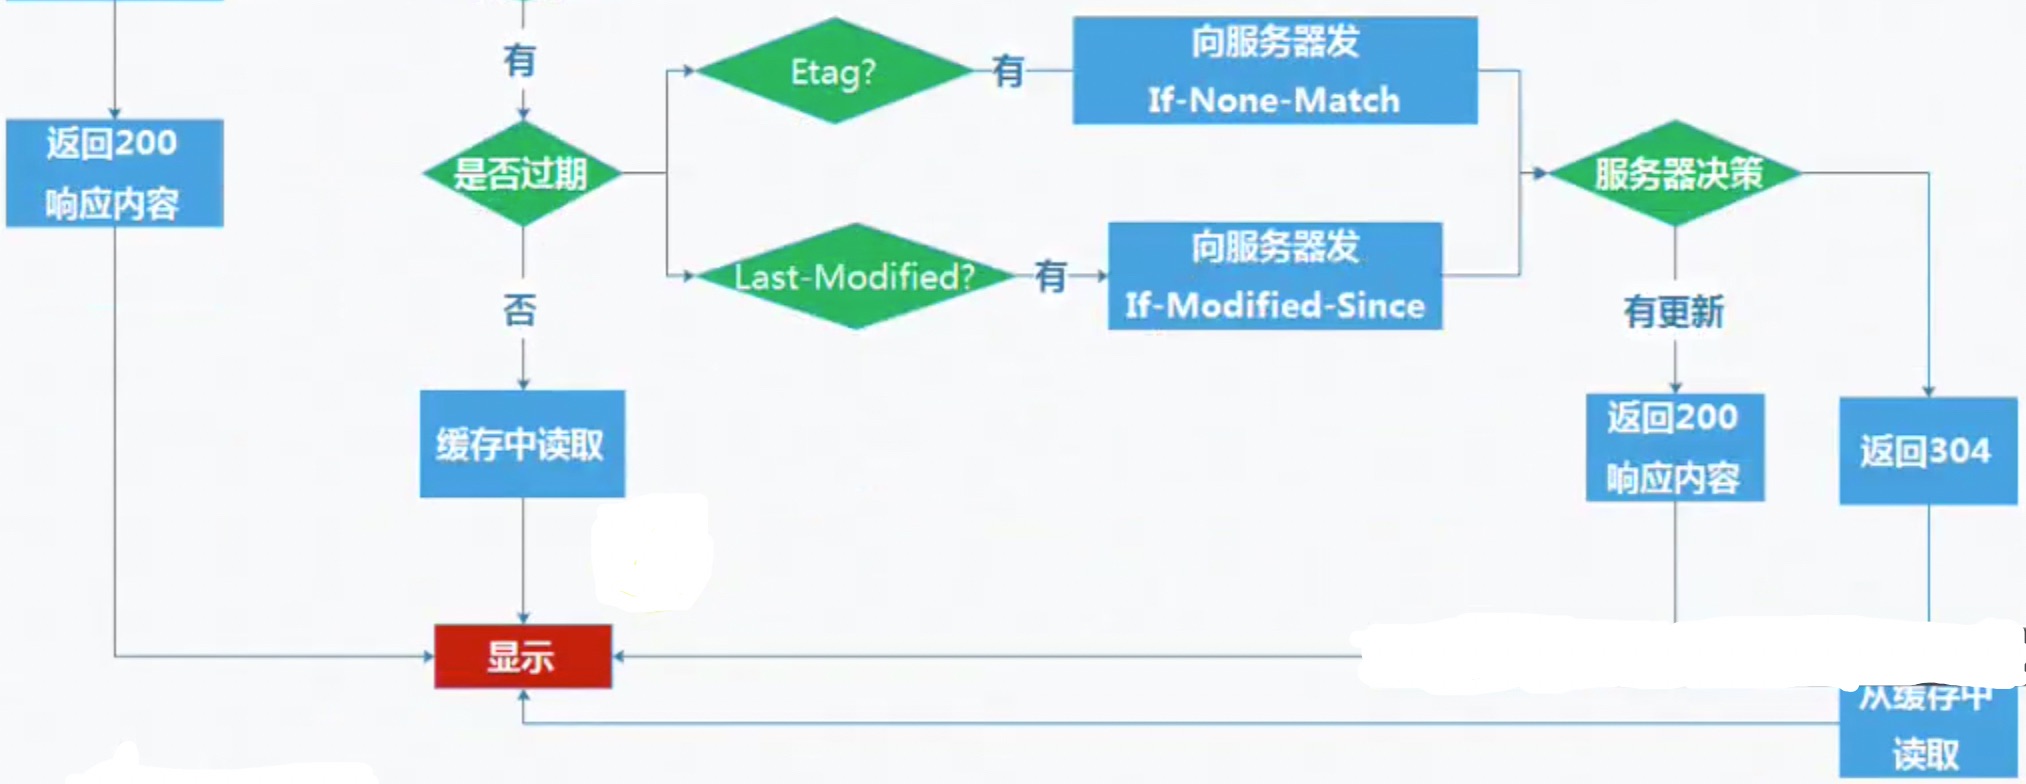 有
Etag?
有
向服务器发
If-None-Match
返回200
响应内容
是否过期
服务器决策
Last-Modified?
有
向服务器发
If-Modified-Since
否
有更新
缓存中读取
返回200
响应内容
返回304
显示
从缓存中
读取